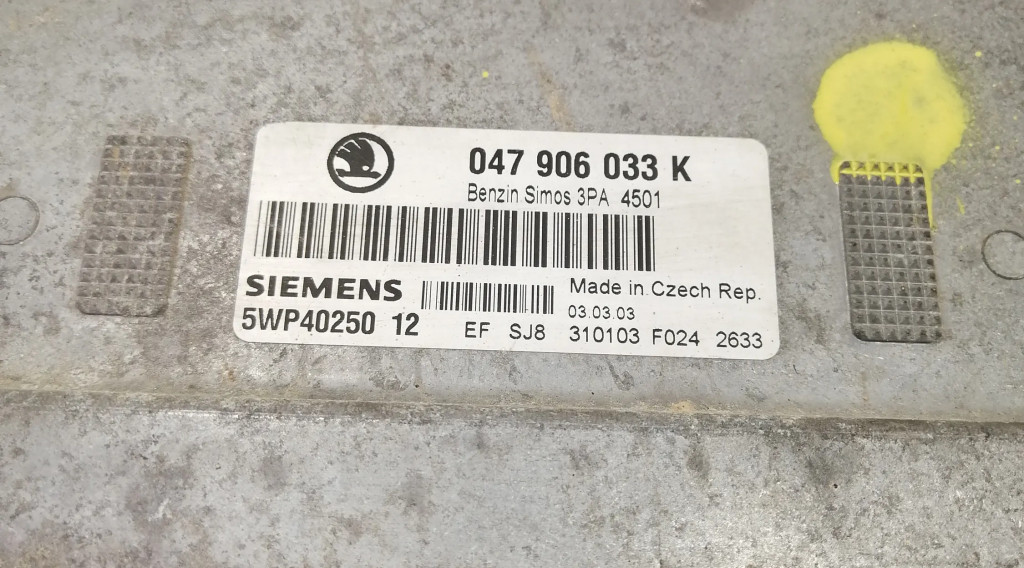 047 906 033 K
Benzin Simos 3PA 4501
SIEMENS
Made in Czech Rep.
03.03.03
5WP40250 12
EF SJ8 310103 F024 2633